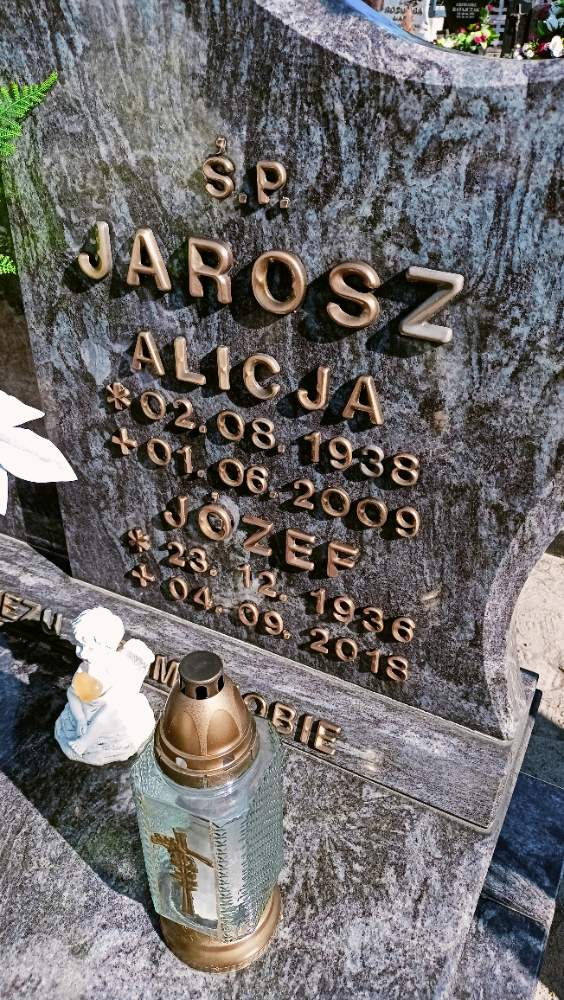 Ś.P.
JAROSZ
ALICJA
* 02. 08. 1938
+ 01. 06. 2009
JÓZEF
* 23. 12. 1936
+ 04. 09. 2018